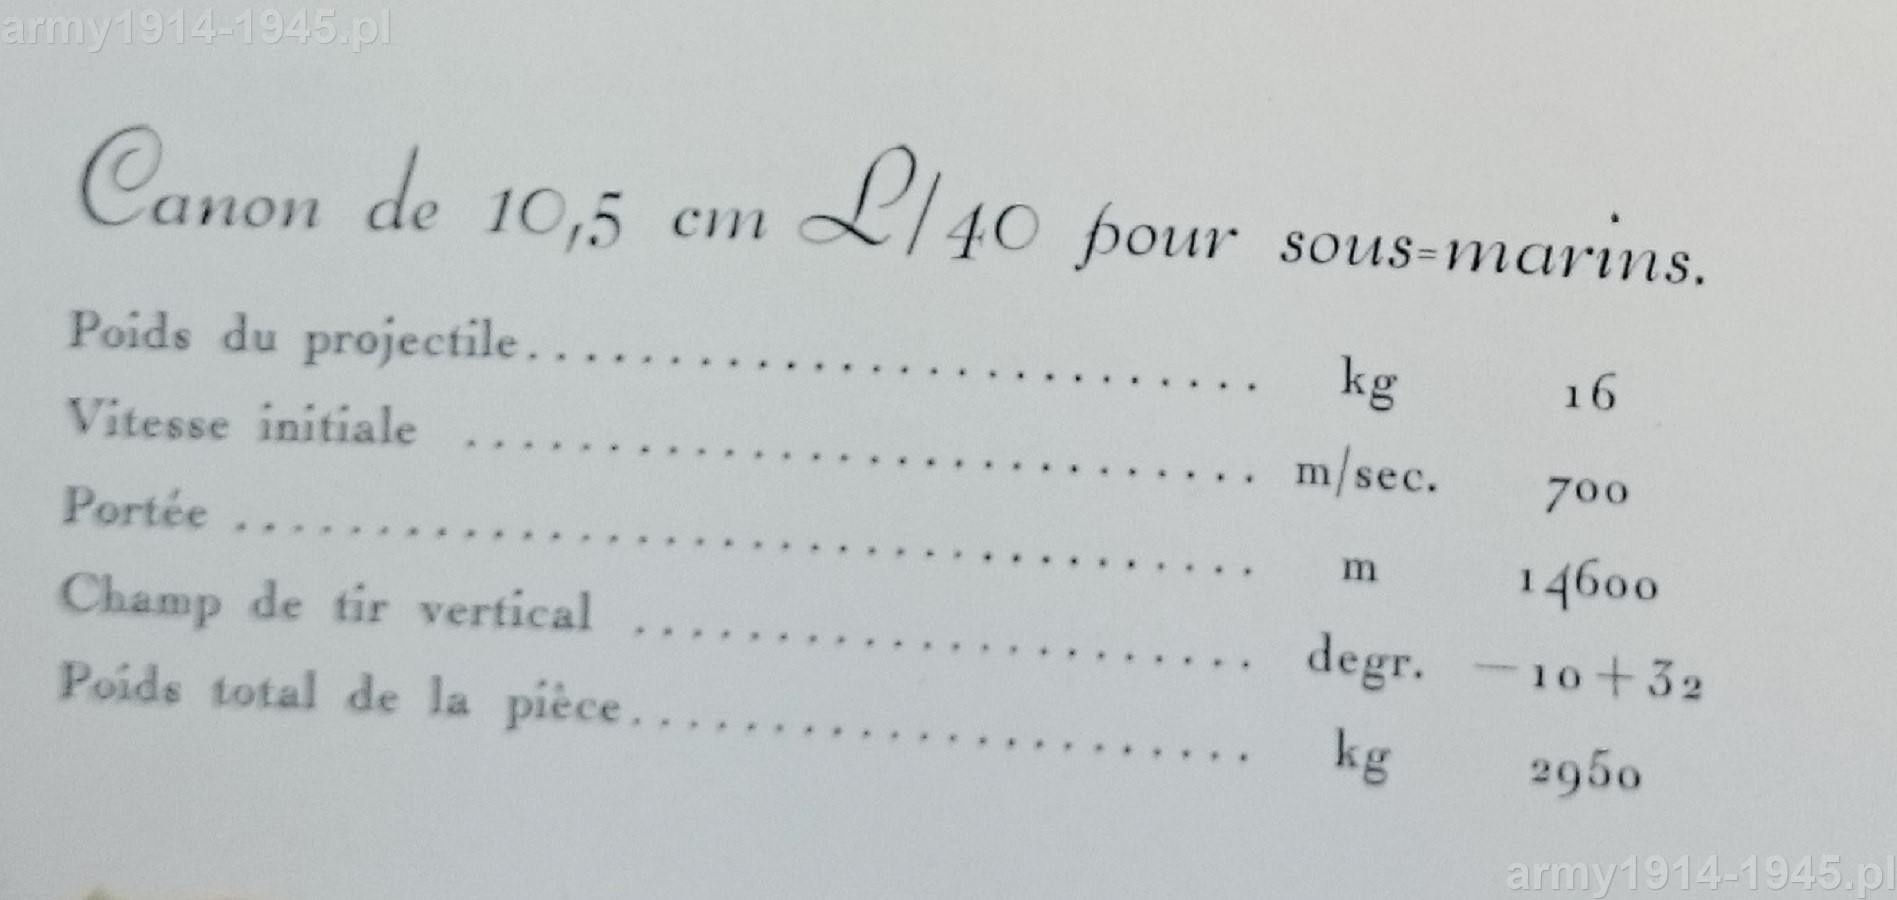 army1914-1945.pl
Canon de 10,5 cm L/40 pour sous=marins.
Poids du projectile.......................... kg 16
Vitesse initiale ............................ m/sec. 700
Portée .................................... m 14600
Champ de tir vertical ...................... degr. —10+32
Poids total de la pièce...................... kg 2950
army1914-1945.pl